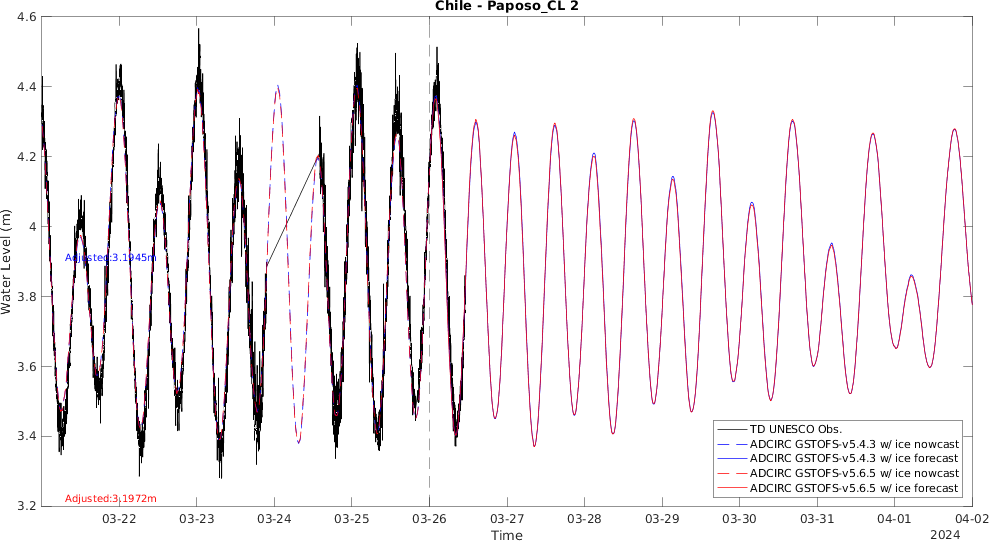 Chile - Paposo_CL 2
4.6
4.4
4.2
4
3.8
3.6
3.4
3.2
Water Level (m)
Adjusted:3.1945m
Adjusted:3.1972m
TD UNESCO Obs.
ADCIRC GSTOFS-v5.4.3 w/ ice nowcast
ADCIRC GSTOFS-v5.4.3 w/ ice forecast
ADCIRC GSTOFS-v5.6.5 w/ ice nowcast
ADCIRC GSTOFS-v5.6.5 w/ ice forecast
03-22 03-23 03-24 03-25 03-26 03-27 03-28 03-29 03-30 03-31 04-01 04-02
Time
2024